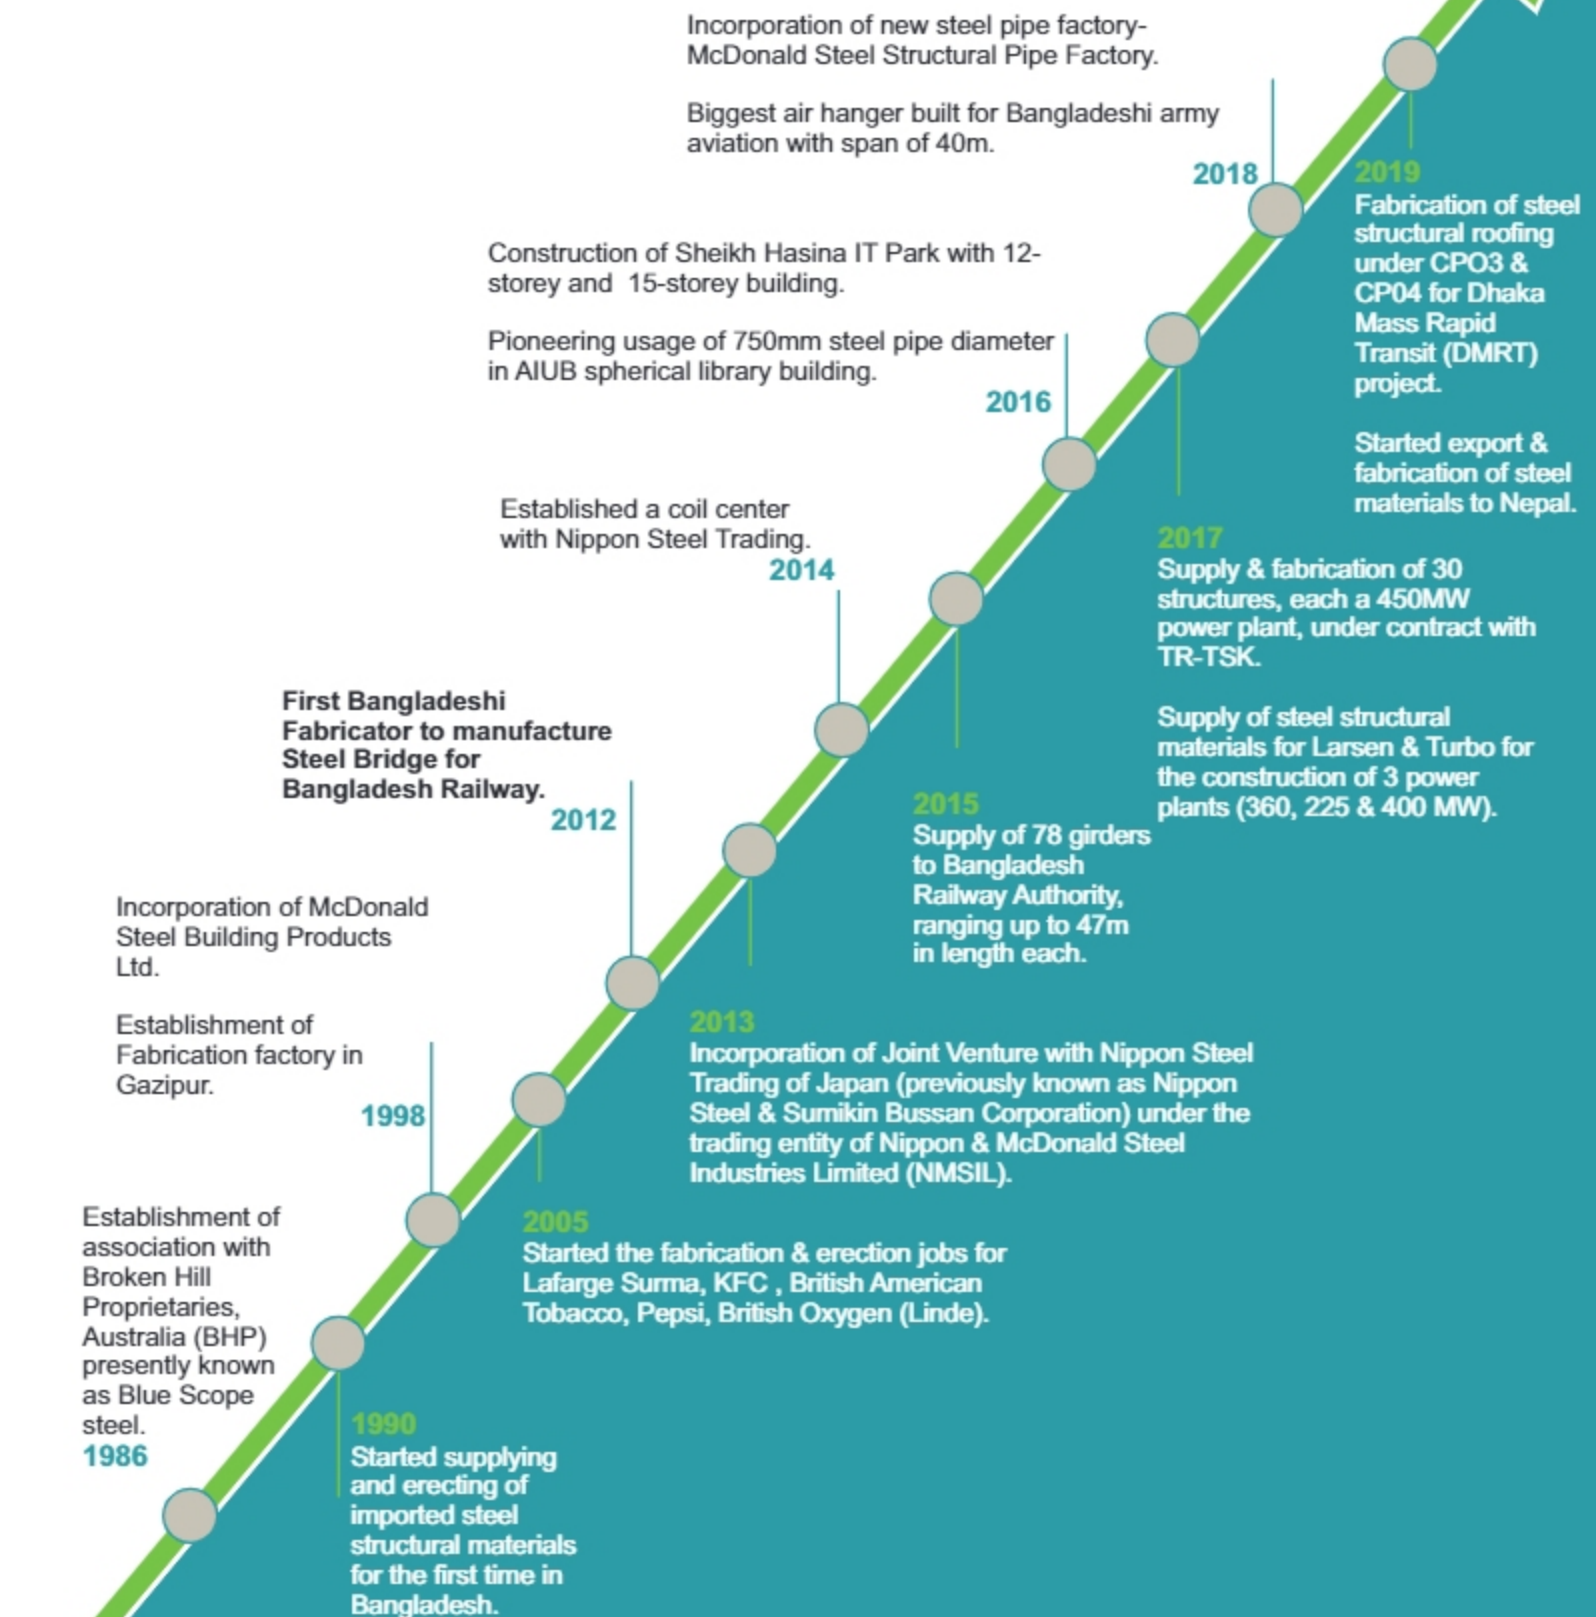 Incorporation of new steel pipe factory-
McDonald Steel Structural Pipe Factory.
Biggest air hanger built for Bangladeshi army
aviation with span of 40m.
2018
2019
Fabrication of steel
structural roofing
under CPO3 &
CP04 for Dhaka
Mass Rapid
Transit (DMRT)
project.
Started export &
fabrication of steel
materials to Nepal.
Construction of Sheikh Hasina IT Park with 12-
storey and  15-storey building.
Pioneering usage of 750mm steel pipe diameter
in AIUB spherical library building.
2016
2017
Supply & fabrication of 30
structures, each a 450MW
power plant, under contract with
TR-TSK.
Supply of steel structural
materials for Larsen & Turbo for
the construction of 3 power
plants (360, 225 & 400 MW).
Established a coil center
with Nippon Steel Trading.
2014
2015
Supply of 78 girders
to Bangladesh
Railway Authority,
ranging up to 47m
in length each.
First Bangladeshi
Fabricator to manufacture
Steel Bridge for
Bangladesh Railway.
2012
2013
Incorporation of Joint Venture with Nippon Steel
Trading of Japan (previously known as Nippon
Steel & Sumikin Bussan Corporation) under the
trading entity of Nippon & McDonald Steel
Industries Limited (NMSIL).
Incorporation of McDonald
Steel Building Products
Ltd.
Establishment of
Fabrication factory in
Gazipur.
1998
2005
Started the fabrication & erection jobs for
Lafarge Surma, KFC , British American
Tobacco, Pepsi, British Oxygen (Linde).
Establishment of
association with
Broken Hill
Proprietaries,
Australia (BHP)
presently known
as Blue Scope
steel.
1986
1990
Started supplying
and erecting of
imported steel
structural materials
for the first time in
Bangladesh.